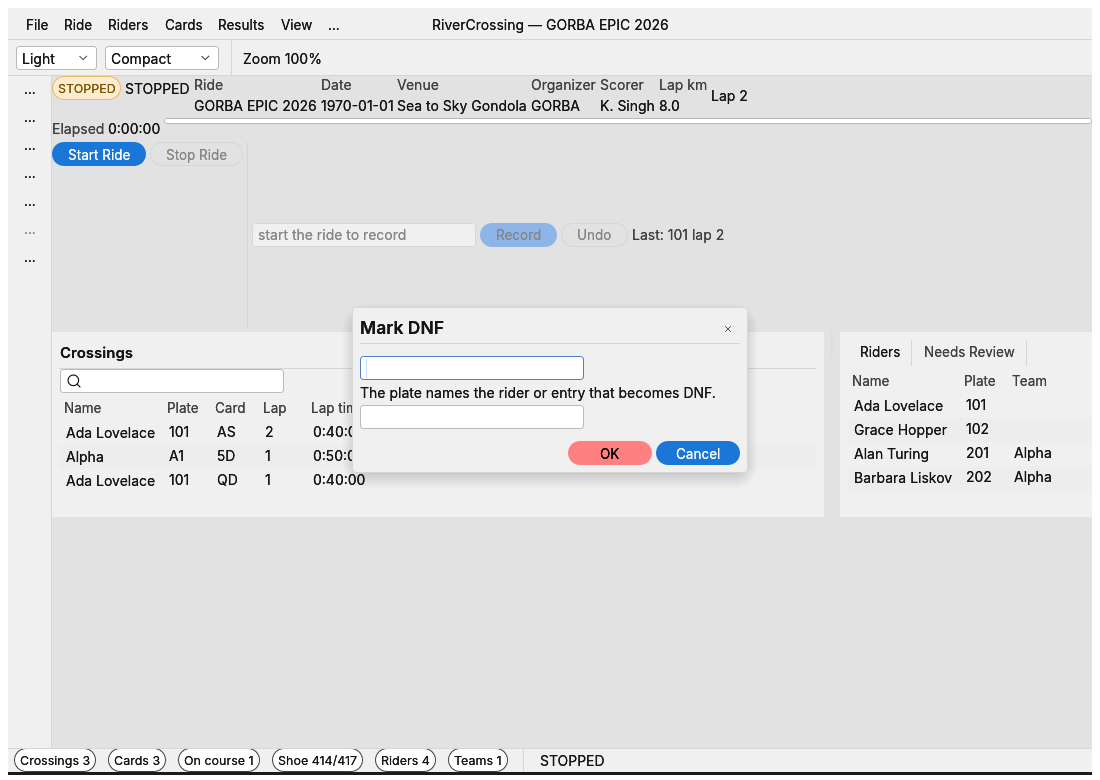 File Ride Riders Cards Results View ... RiverCrossing — GORBA EPIC 2026
Light Compact Zoom 100%
... STOPPED STOPPED Ride Date Venue Organizer Scorer Lap km Lap 2
GORBA EPIC 2026 1970-01-01 Sea to Sky Gondola GORBA K. Singh 8.0
...
Elapsed 0:00:00
... Start Ride Stop Ride
...
...
... start the ride to record Record Undo Last: 101 lap 2
...
Mark DNF ×
The plate names the rider or entry that becomes DNF.
OK Cancel
Crossings
Name Plate Card Lap Lap tim
Ada Lovelace 101 AS 2 0:40:0
Alpha A1 5D 1 0:50:0
Ada Lovelace 101 QD 1 0:40:00
Riders Needs Review
Name Plate Team
Ada Lovelace 101
Grace Hopper 102
Alan Turing 201 Alpha
Barbara Liskov 202 Alpha
Crossings 3 Cards 3 On course 1 Shoe 414/417 Riders 4 Teams 1 STOPPED